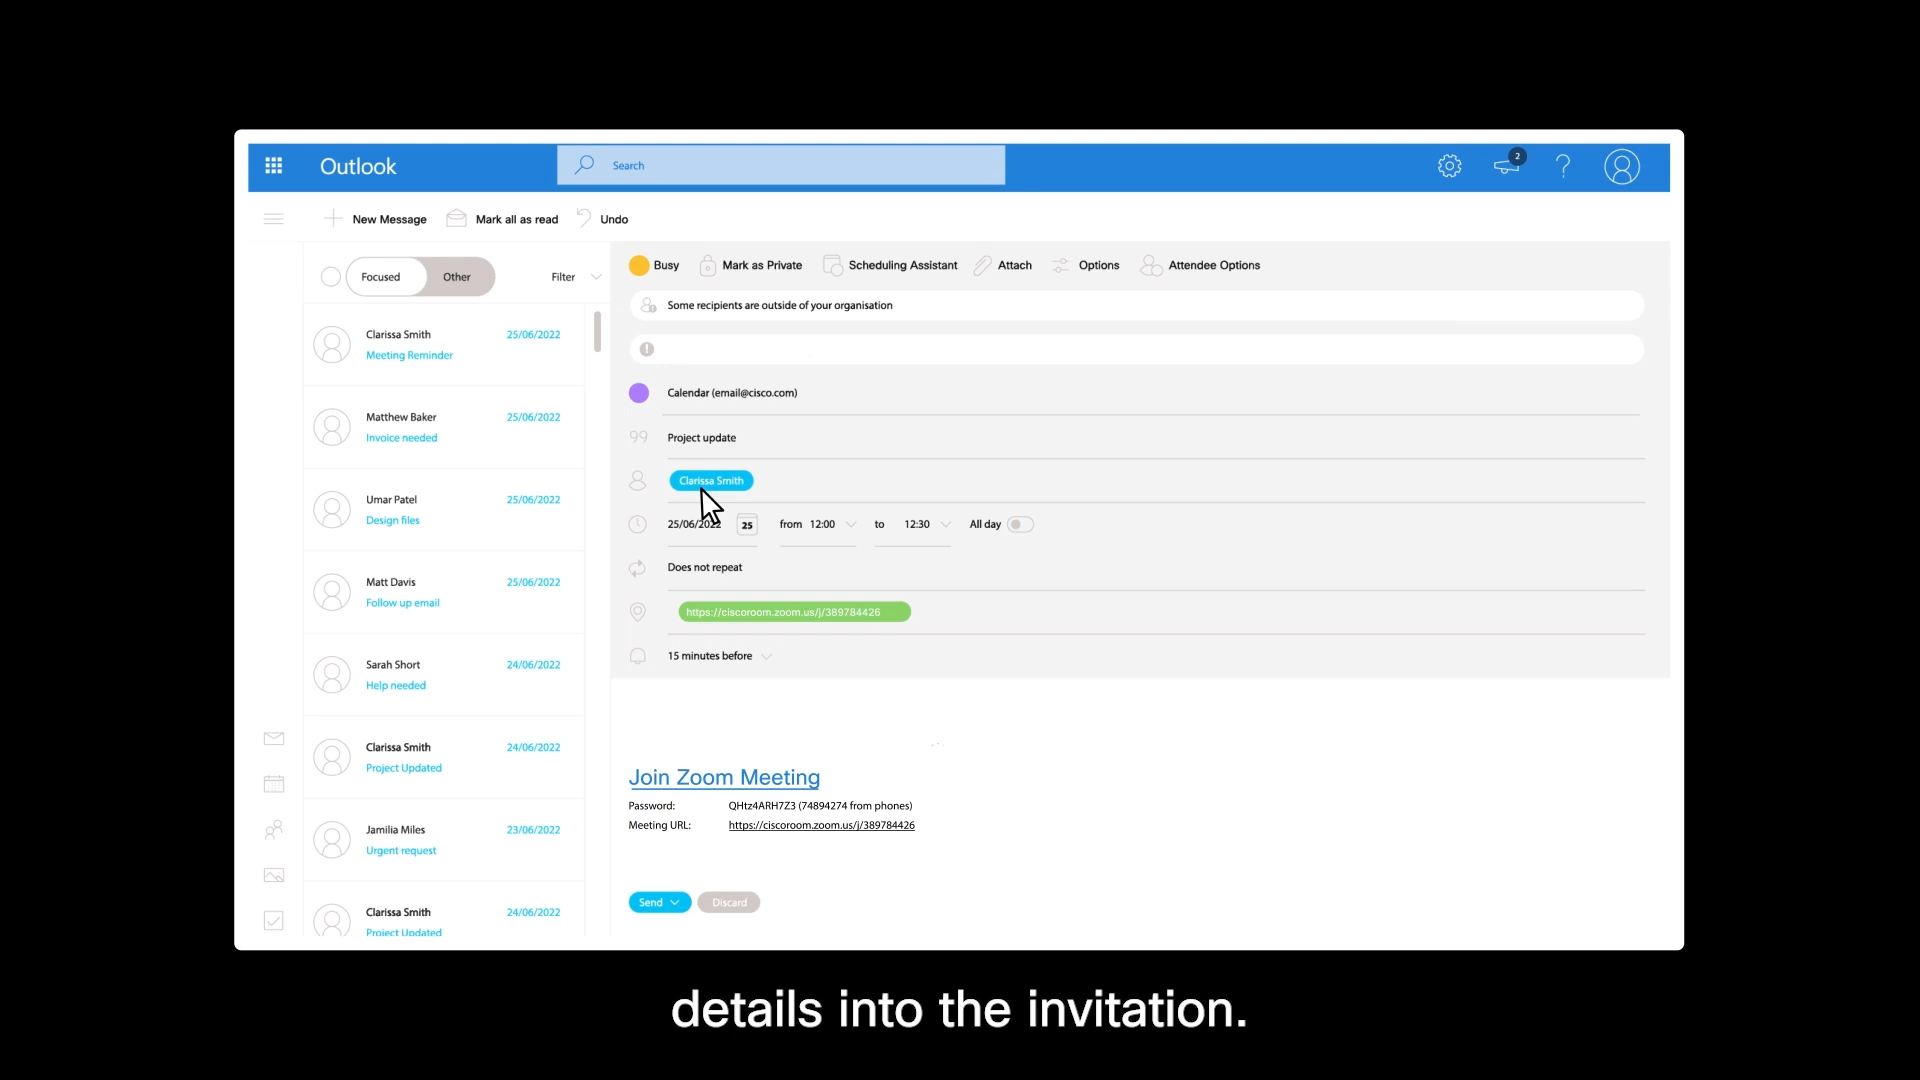 Outlook
Search
2
New Message
Mark all as read
Undo
Focused
Other
Filter
Clarissa Smith 25/06/2022
Meeting Reminder
Matthew Baker 25/06/2022
Invoice needed
Umar Patel 25/06/2022
Design files
Matt Davis 25/06/2022
Follow up email
Sarah Short 24/06/2022
Help needed
Clarissa Smith 24/06/2022
Project Updated
Jamilia Miles 23/06/2022
Urgent request
Clarissa Smith 24/06/2022
Project Updated
Busy
Mark as Private
Scheduling Assistant
Attach
Options
Attendee Options
Some recipients are outside of your organisation
Calendar (email@cisco.com)
Project update
Clarissa Smith
25/06/2022 25 from 12:00 to 12:30 All day
Does not repeat
https://ciscoroom.zoom.us/j/389784426
15 minutes before
Join Zoom Meeting
Password: QHtz4ARH7Z3 (74894274 from phones)
Meeting URL: https://ciscoroom.zoom.us/j/389784426
Send
Discard
details into the invitation.